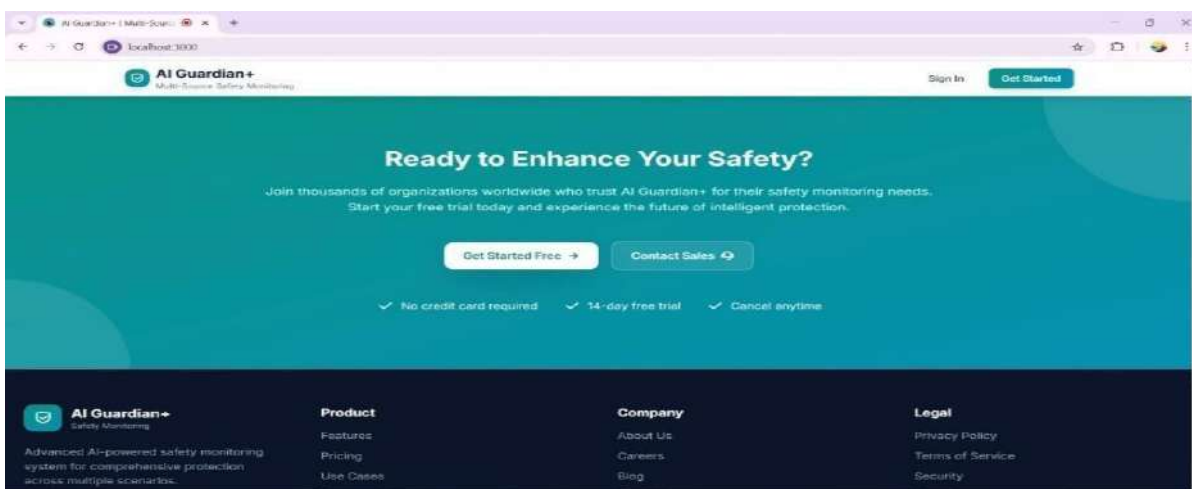 AI Guardian+ | Multi-Sourc
localhost:3000
AI Guardian+
Multi-Source Safety Monitoring
Sign In
Get Started
Ready to Enhance Your Safety?
Join thousands of organizations worldwide who trust AI Guardian+ for their safety monitoring needs.
Start your free trial today and experience the future of intelligent protection.
Get Started Free →
Contact Sales
✓ No credit card required ✓ 14-day free trial ✓ Cancel anytime
AI Guardian+
Safety Monitoring
Advanced AI-powered safety monitoring
system for comprehensive protection
across multiple scenarios.
Product
Features
Pricing
Use Cases
Company
About Us
Careers
Blog
Legal
Privacy Policy
Terms of Service
Security